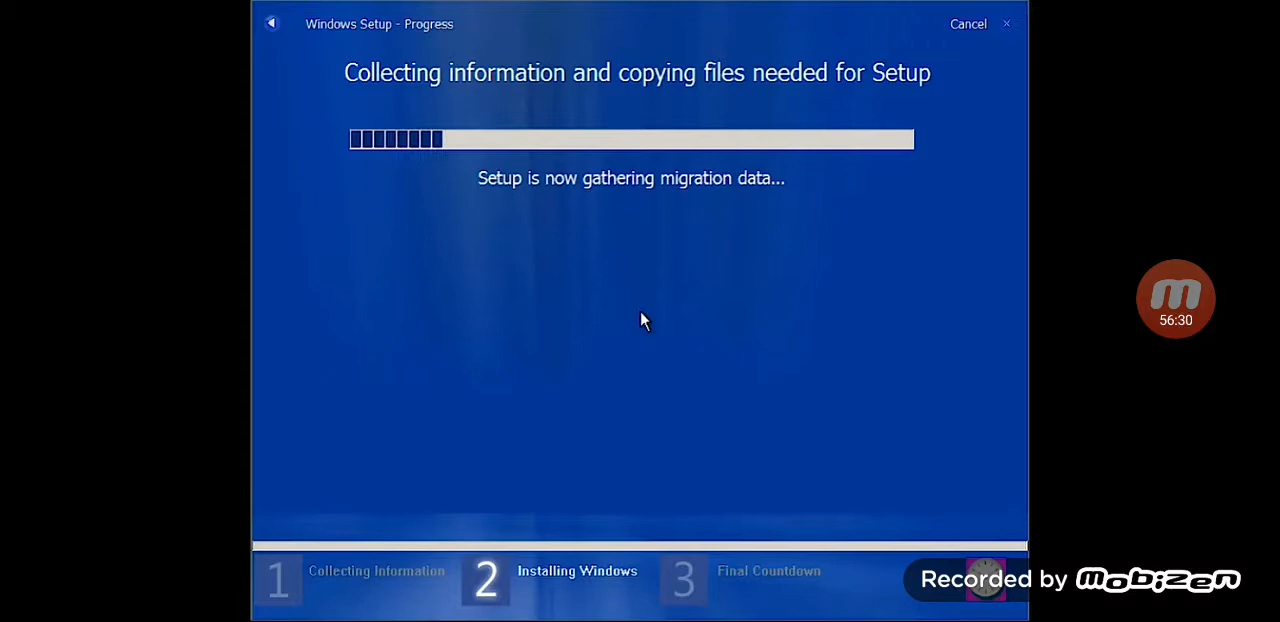 Windows Setup - Progress
Cancel ×
Collecting information and copying files needed for Setup
Setup is now gathering migration data...
1 Collecting Information
2 Installing Windows
3 Final Countdown
Recorded by mobizen
m
56:30